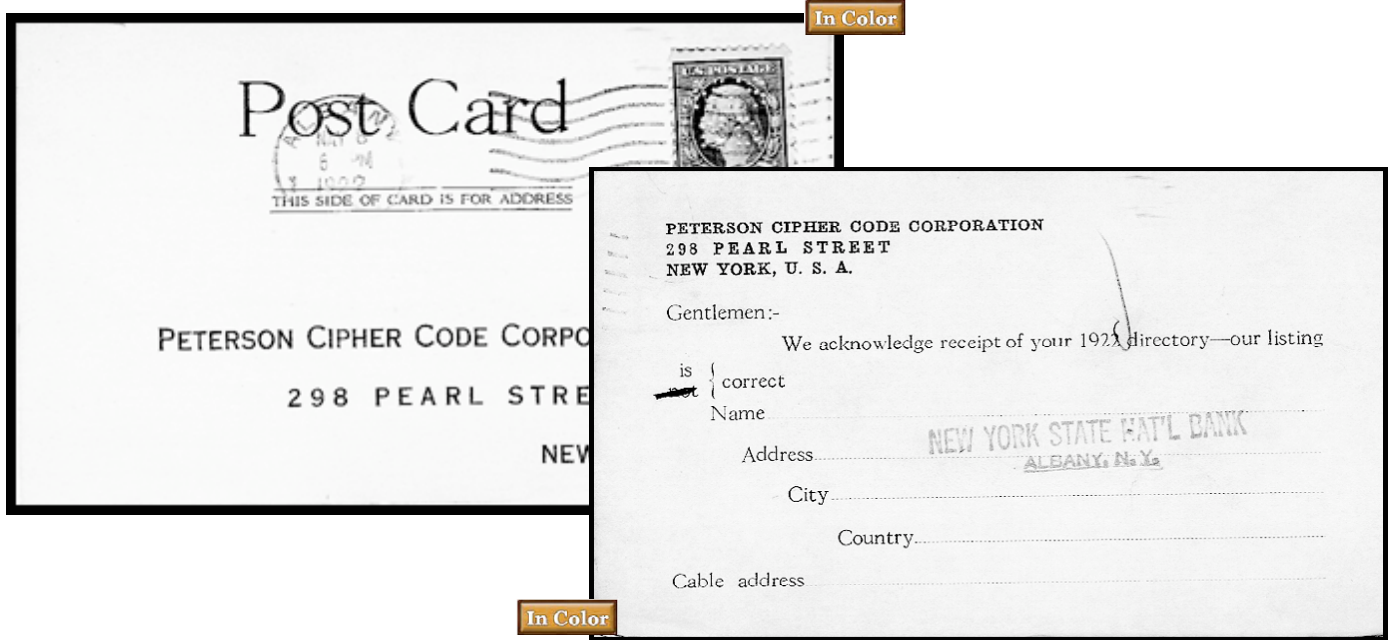 In Color
Post Card
U.S. POSTAGE
1922
THIS SIDE OF CARD IS FOR ADDRESS
PETERSON CIPHER CODE CORPO
298 PEARL STRE
NEW
PETERSON CIPHER CODE CORPORATION
298 PEARL STREET
NEW YORK, U. S. A.
Gentlemen:-
We acknowledge receipt of your 1922 directory—our listing
is
not
correct
Name
NEW YORK STATE NAT'L BANK
Address
ALBANY, N. Y.
City
Country
Cable address
In Color